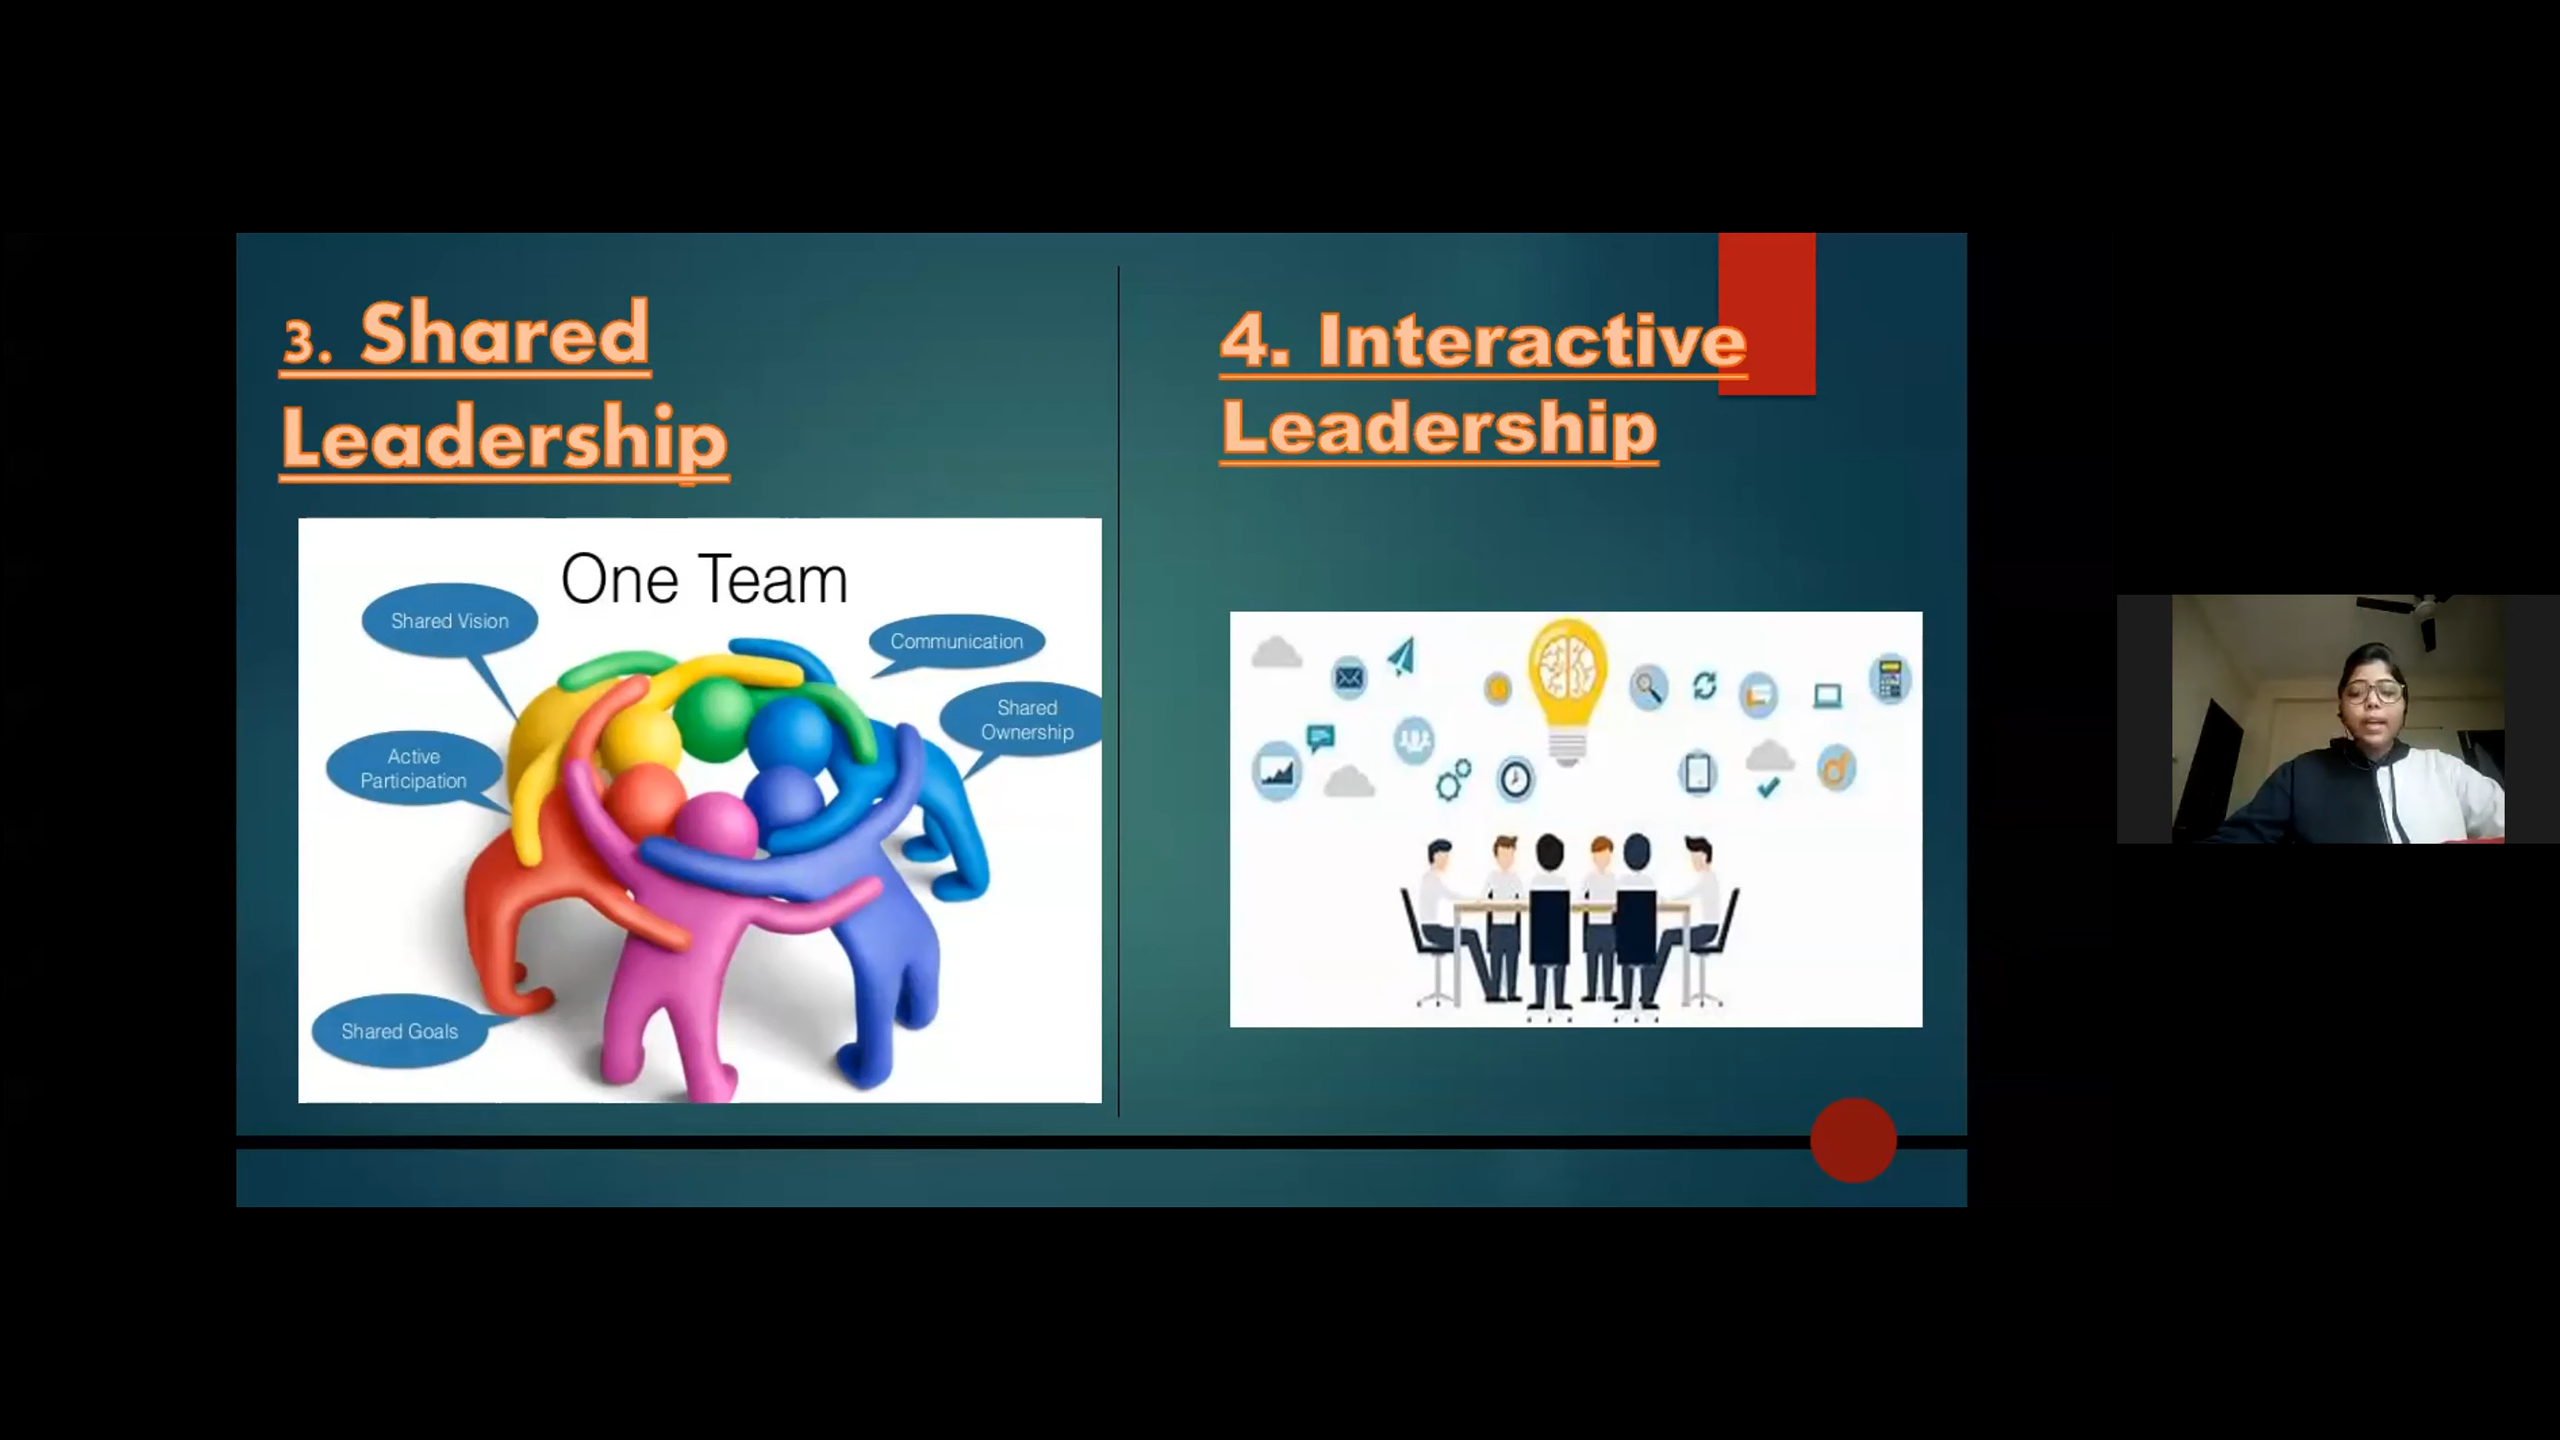 3. Shared
Leadership
One Team
Shared Vision
Communication
Shared
Ownership
Active
Participation
Shared Goals
4. Interactive
Leadership